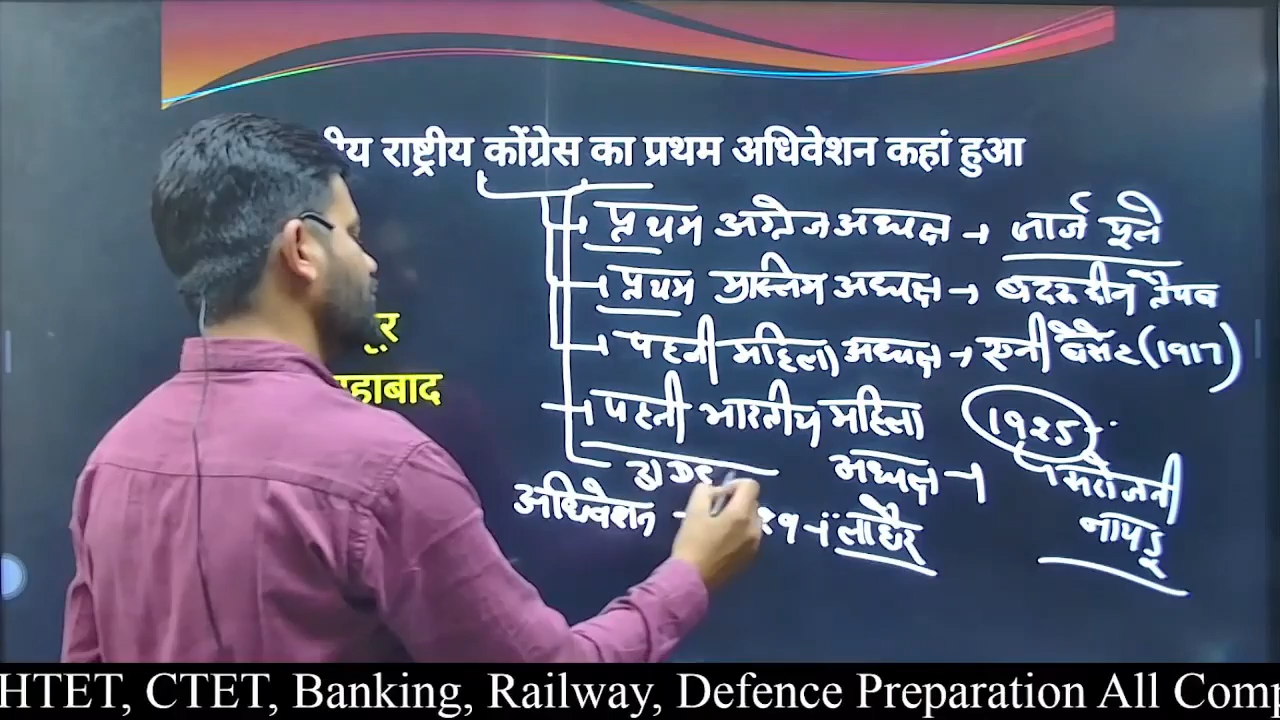 ीय राष्ट्रीय कोंग्रेस का प्रथम अधिवेशन कहां हुआ
प्रथम अग्रेज अध्यक्ष → जार्ज यूले
प्रथम मुस्लिम अध्यक्ष → बदरूदीन तैयब
पहली महिला अध्यक्ष → एनी बेसेंट (1917)
पहली भारतीय महिला 1925
अध्यक्ष → सरोजनी
नायडू
अधिवेशन → लाहौर
ुर
हाबाद
HTET, CTET, Banking, Railway, Defence Preparation All Comp